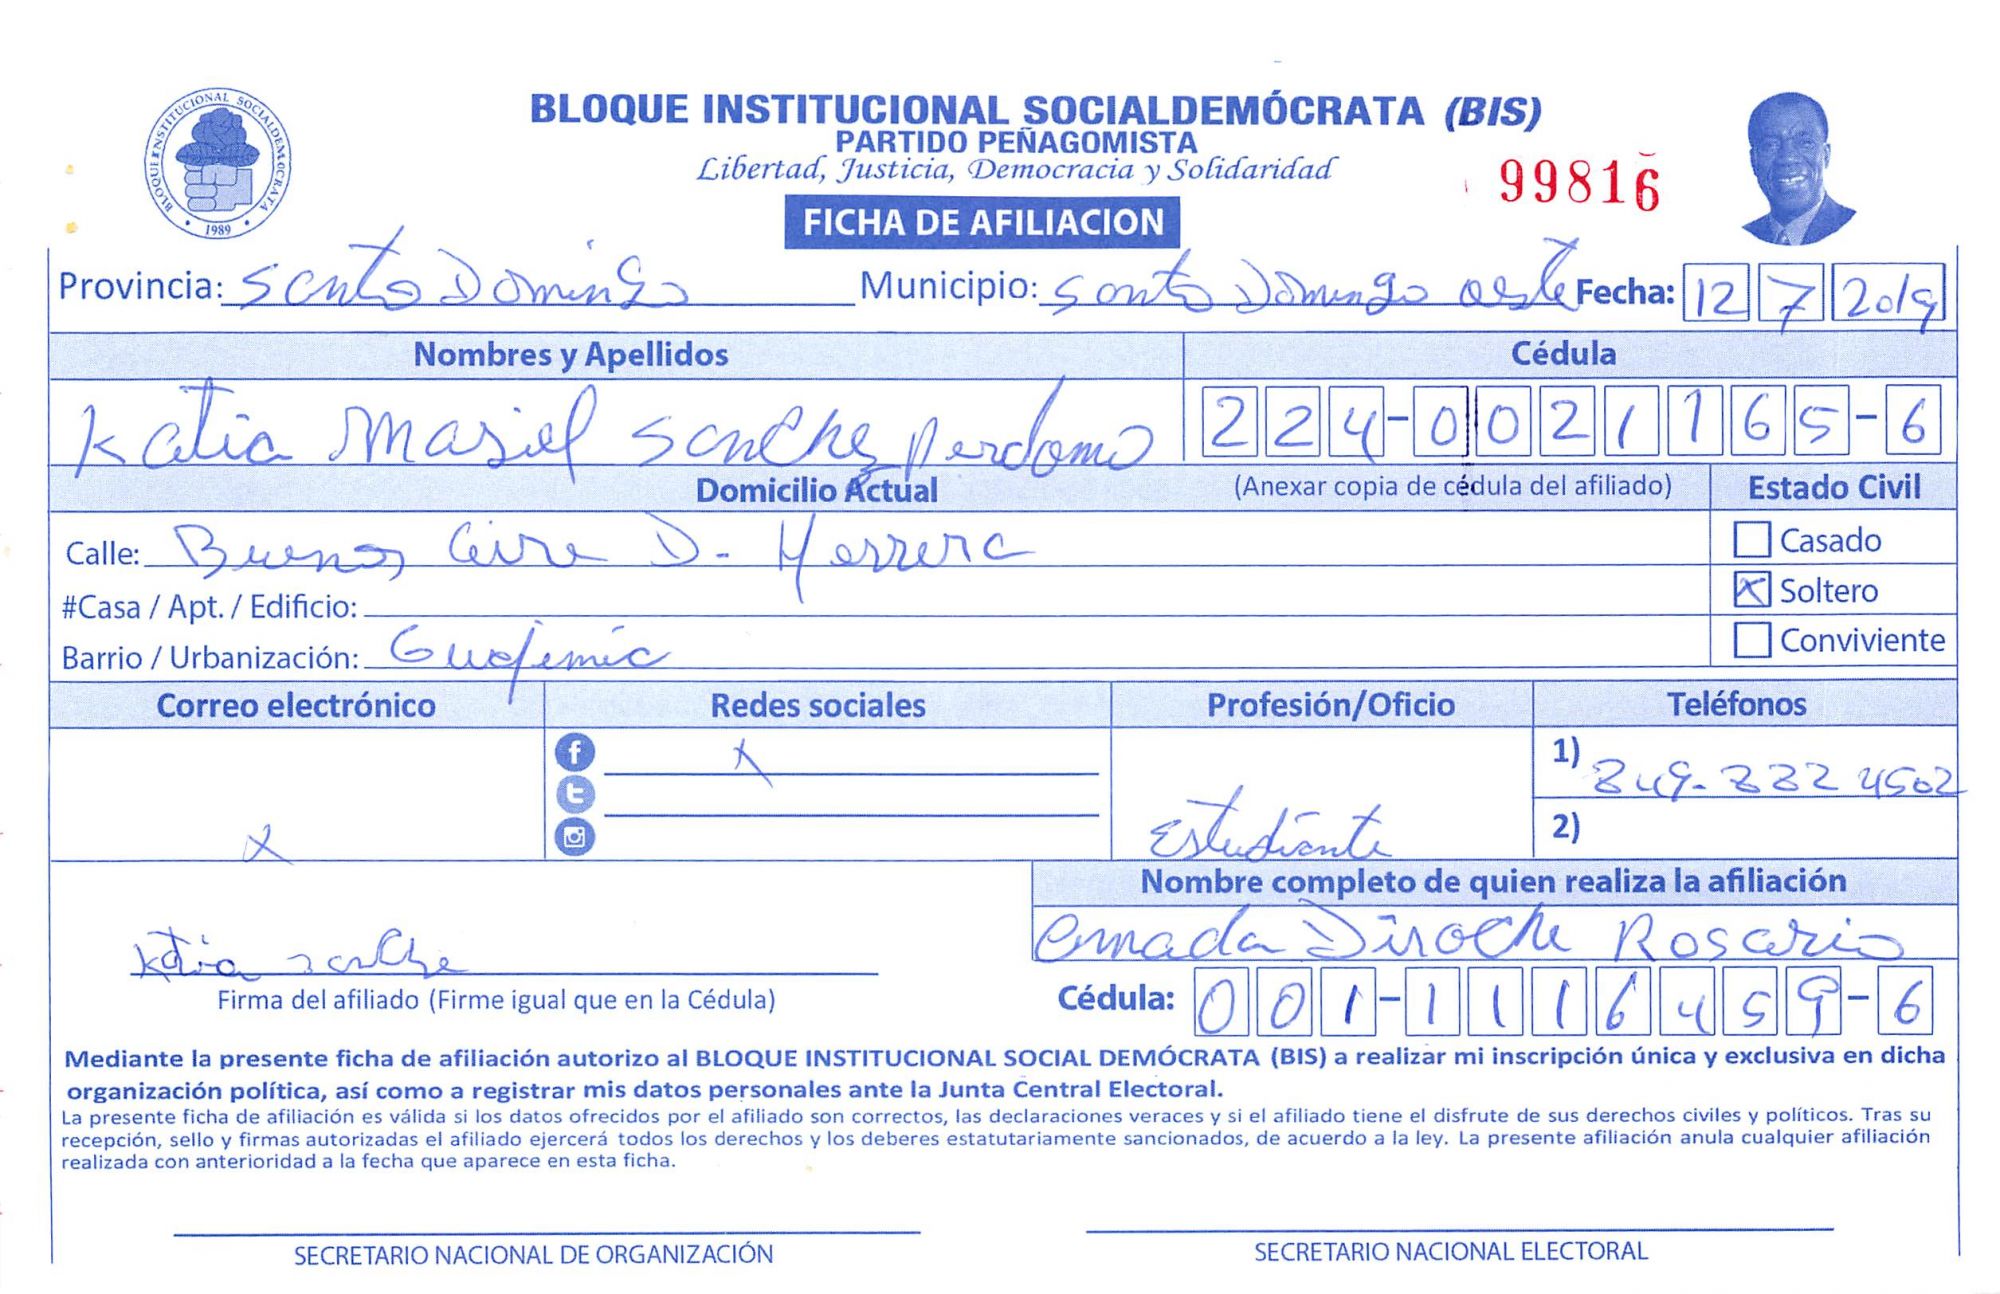 BLOQUE INSTITUCIONAL SOCIALDEMÓCRATA (BIS)
PARTIDO PEÑAGOMISTA
Libertad, Justicia, Democracia y Solidaridad
99816
BLOQUE INSTITUCIONAL SOCIALDEMOCRATA
1989
FICHA DE AFILIACION
Provincia: Santo Domingo Municipio: Santo Domingo oeste Fecha: 12 7 2019
Nombres y Apellidos Cédula
Katia Masiel Sanchez perdomo 224-0021165-6
Domicilio Actual (Anexar copia de cédula del afiliado) Estado Civil
Calle: Buenos Aire D. Herrera Casado
#Casa / Apt. / Edificio: X Soltero
Barrio / Urbanización: Guajimia Conviviente
Correo electrónico Redes sociales Profesión/Oficio Teléfonos
X 1) 849-332 4502
X Estudiante 2)
Nombre completo de quien realiza la afiliación
Diroche Rosario
Katia Sanche
Firma del afiliado (Firme igual que en la Cédula) Cédula: 001-1116459-6
Mediante la presente ficha de afiliación autorizo al BLOQUE INSTITUCIONAL SOCIAL DEMÓCRATA (BIS) a realizar mi inscripción única y exclusiva en dicha
organización política, así como a registrar mis datos personales ante la Junta Central Electoral.
La presente ficha de afiliación es válida si los datos ofrecidos por el afiliado son correctos, las declaraciones veraces y si el afiliado tiene el disfrute de sus derechos civiles y políticos. Tras su
recepción, sello y firmas autorizadas el afiliado ejercerá todos los derechos y los deberes estatutariamente sancionados, de acuerdo a la ley. La presente afiliación anula cualquier afiliación
realizada con anterioridad a la fecha que aparece en esta ficha.
SECRETARIO NACIONAL DE ORGANIZACIÓN SECRETARIO NACIONAL ELECTORAL